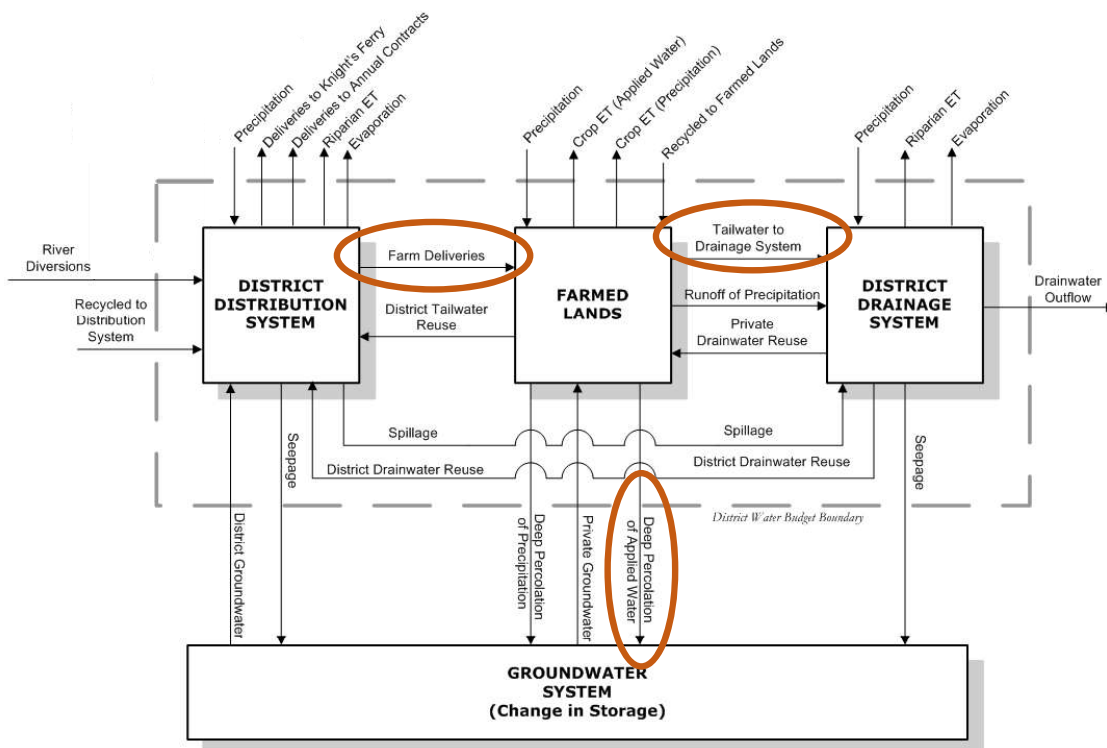 Precipitation
Deliveries to Knight's Ferry
Deliveries to Annual Contracts
Riparian ET
Evaporation
Precipitation
Crop ET (Applied Water)
Crop ET (Precipitation)
Recycled to Farmed Lands
Precipitation
Riparian ET
Evaporation
River
Diversions
Recycled to
Distribution
System
DISTRICT
DISTRIBUTION
SYSTEM
Farm Deliveries
District Tailwater
Reuse
FARMED
LANDS
Tailwater to
Drainage System
Runoff of Precipitation
Private
Drainwater Reuse
DISTRICT
DRAINAGE
SYSTEM
Drainwater
Outflow
Spillage
Spillage
District Drainwater Reuse
District Drainwater Reuse
District Water Budget Boundary
District Groundwater
Seepage
Deep Percolation
of Precipitation
Private Groundwater
Deep Percolation
of Applied Water
Seepage
GROUNDWATER
SYSTEM
(Change in Storage)